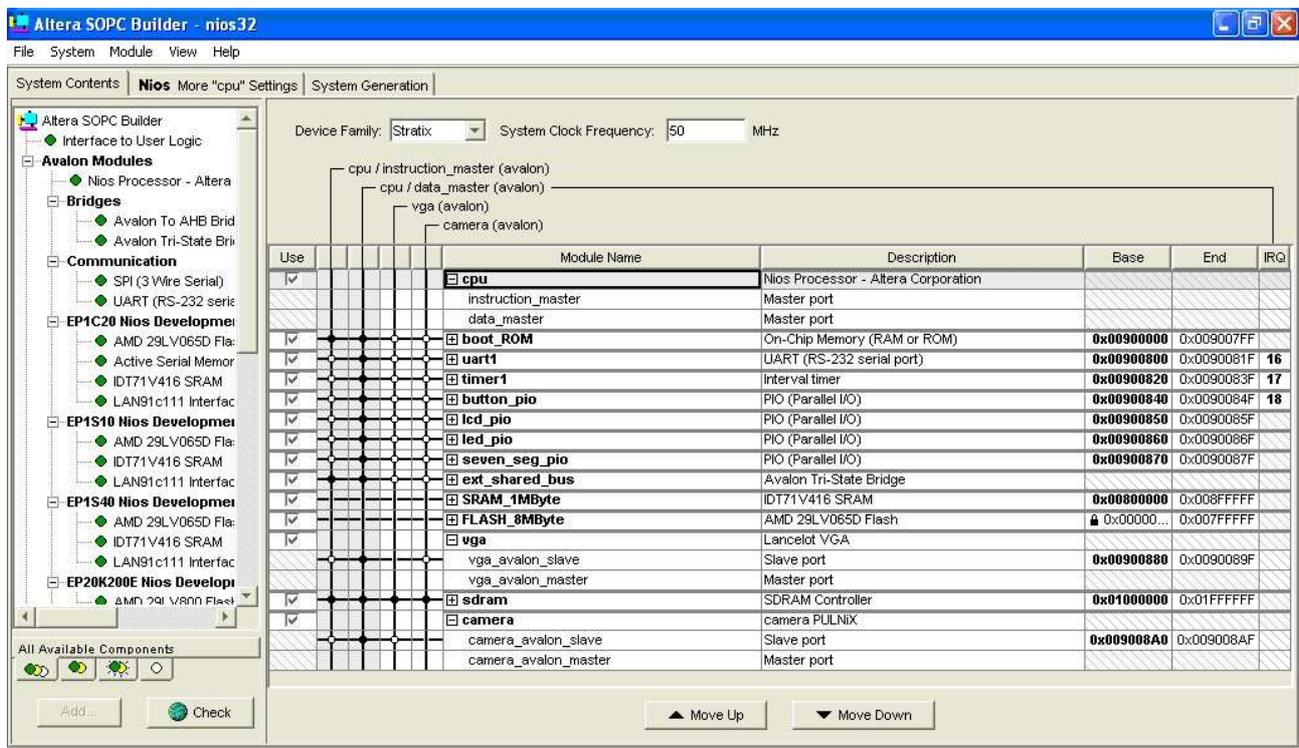 Altera SOPC Builder - nios32
File System Module View Help
System Contents Nios More "cpu" Settings System Generation
Altera SOPC Builder
Interface to User Logic
Avalon Modules
Nios Processor - Altera
Bridges
Avalon To AHB Brid
Avalon Tri-State Bri
Communication
SPI (3 Wire Serial)
UART (RS-232 seria
EP1C20 Nios Developmer
AMD 29LV065D Fla
Active Serial Memor
IDT71V416 SRAM
LAN91c111 Interfac
EP1S10 Nios Developmer
AMD 29LV065D Fla
IDT71V416 SRAM
LAN91c111 Interfac
EP1S40 Nios Developmer
AMD 29LV065D Fla
IDT71V416 SRAM
LAN91c111 Interfac
EP20K200E Nios Developr
AMD 29LV800 Flast
All Available Components
Add...
Check
Device Family: Stratix System Clock Frequency: 50 MHz
cpu / instruction_master (avalon)
cpu / data_master (avalon)
vga (avalon)
camera (avalon)
Use Module Name Description Base End IRQ
cpu Nios Processor - Altera Corporation
instruction_master Master port
data_master Master port
boot_ROM On-Chip Memory (RAM or ROM) 0x00900000 0x009007FF
uart1 UART (RS-232 serial port) 0x00900800 0x0090081F 16
timer1 Interval timer 0x00900820 0x0090083F 17
button_pio PIO (Parallel I/O) 0x00900840 0x0090084F 18
lcd_pio PIO (Parallel I/O) 0x00900850 0x0090085F
led_pio PIO (Parallel I/O) 0x00900860 0x0090086F
seven_seg_pio PIO (Parallel I/O) 0x00900870 0x0090087F
ext_shared_bus Avalon Tri-State Bridge
SRAM_1MByte IDT71V416 SRAM 0x00800000 0x008FFFFF
FLASH_8MByte AMD 29LV065D Flash 0x00000... 0x007FFFFF
vga Lancelot VGA
vga_avalon_slave Slave port 0x00900880 0x0090089F
vga_avalon_master Master port
sdram SDRAM Controller 0x01000000 0x01FFFFFF
camera camera PULNiX
camera_avalon_slave Slave port 0x009008A0 0x009008AF
camera_avalon_master Master port
Move Up Move Down